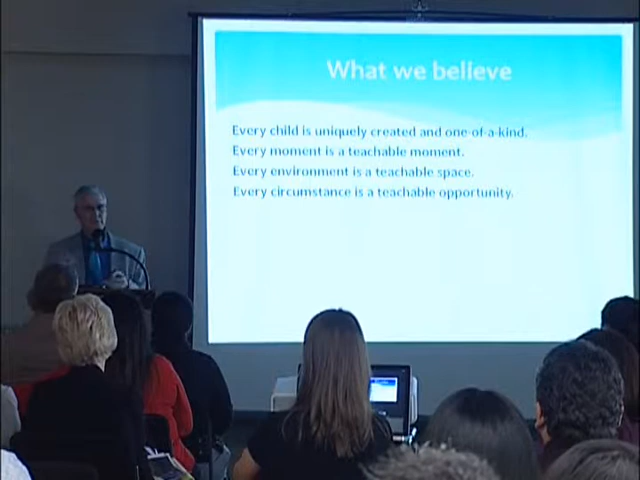 What we believe
Every child is uniquely created and one-of-a-kind.
Every moment is a teachable moment.
Every environment is a teachable space.
Every circumstance is a teachable opportunity.